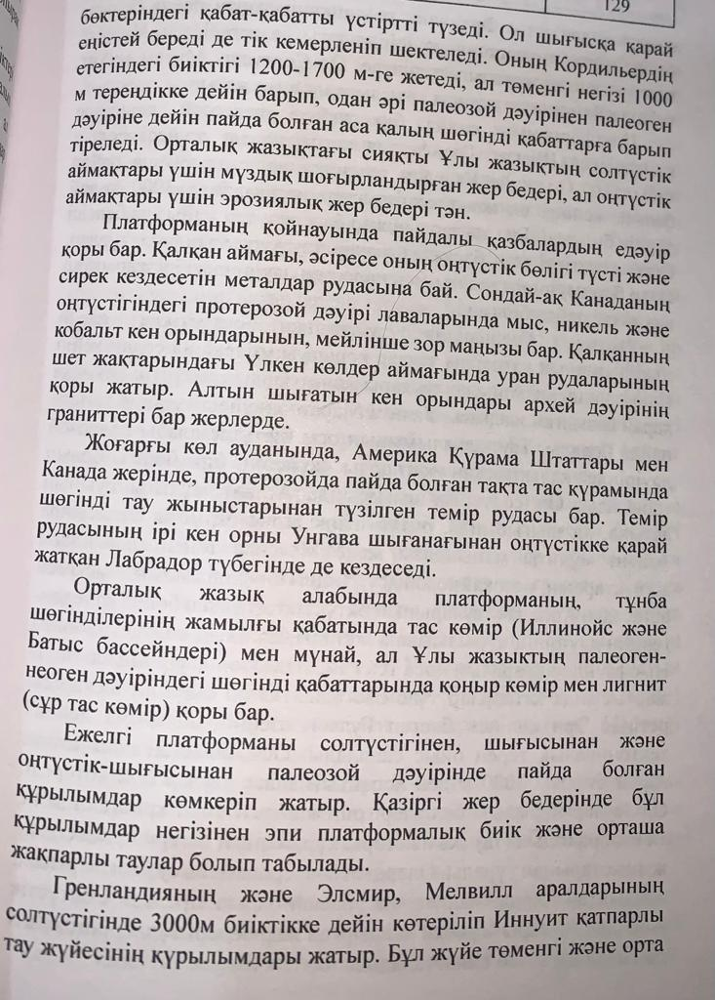 129
бөктеріндегі қабат-қабатты үстіртті түзеді. Ол шығысқа қарай
еңістей береді де тік кемерленіп шектеледі. Оның Кордильердің
етегіндегі биіктігі 1200-1700 м-ге жетеді, ал төменгі негізі 1000
м тереңдікке дейін барып, одан әрі палеозой дәуірінен палеоген
дәуіріне дейін пайда болған аса қалың шөгінді қабаттарға барып
тіреледі. Орталық жазықтағы сияқты Ұлы жазықтың солтүстік
аймақтары үшін мүздық шоғырландырған жер бедері, ал оңтүстік
аймақтары үшін эрозиялық жер бедері тән.
Платформаның қойнауында пайдалы қазбалардың едәуір
қоры бар. Қалқан аймағы, әсіресе оның оңтүстік бөлігі түсті және
сирек кездесетін металдар рудасына бай. Сондай-ақ Канаданың
оңтүстігіндегі протерозой дәуірі лаваларында мыс, никель және
кобальт кен орындарынын, мейлінше зор маңызы бар. Қалқанның
шет жақтарындағы Үлкен көлдер аймағында уран рудаларының
қоры жатыр. Алтын шығатын кен орындары архей дәуірінің
граниттері бар жерлерде.
Жоғарғы көл ауданында, Америка Құрама Штаттары мен
Канада жерінде, протерозойда пайда болған тақта тас құрамында
шөгінді тау жыныстарынан түзілген темір рудасы бар. Темір
рудасының ірі кен орны Унгава шығанағынан оңтүстікке қарай
жатқан Лабрадор түбегінде де кездеседі.
Орталық жазық алабында платформаның, тұнба
шөгінділерінің жамылғы қабатында тас көмір (Иллинойс және
Батыс бассейндері) мен мұнай, ал Ұлы жазықтың палеоген-
неоген дәуіріндегі шөгінді қабаттарында қоңыр көмір мен лигнит
(сұр тас көмір) қоры бар.
Ежелгі платформаны солтүстігінен, шығысынан және
оңтүстік-шығысынан палеозой дәуірінде пайда болған
құрылымдар көмкеріп жатыр. Қазіргі жер бедерінде бұл
құрылымдар негізінен эпи платформалық биік және орташа
жақпарлы таулар болып табылады.
Гренландияның және Элсмир, Мелвилл аралдарының
солтүстігінде 3000м биіктікке дейін көтеріліп Иннуит қатпарлы
тау жүйесінің құрылымдары жатыр. Бұл жүйе төменгі және орта